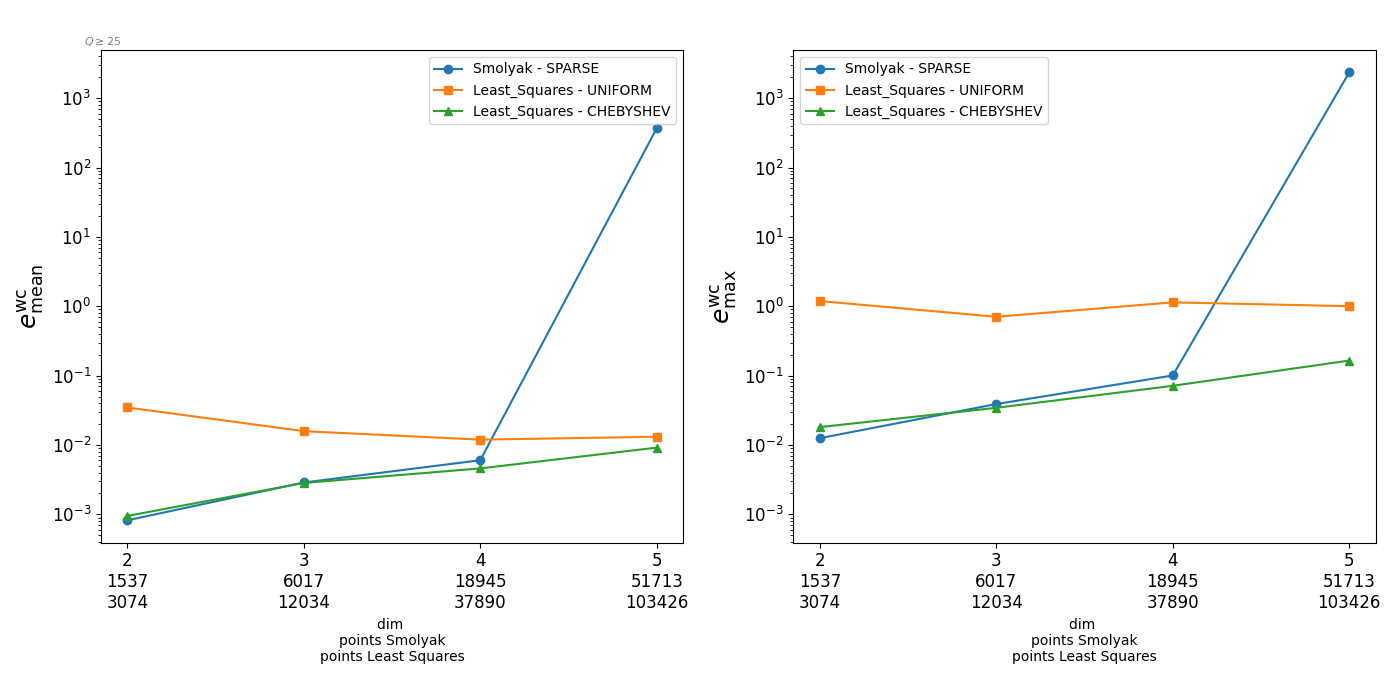 Q ≥ 25
Smolyak - SPARSE
Least_Squares - UNIFORM
Least_Squares - CHEBYSHEV
10³
10²
10¹
10⁰
10⁻¹
10⁻²
10⁻³
e^wc_mean
2 3 4 5
1537 6017 18945 51713
3074 12034 37890 103426
dim
points Smolyak
points Least Squares
Smolyak - SPARSE
Least_Squares - UNIFORM
Least_Squares - CHEBYSHEV
10³
10²
10¹
10⁰
10⁻¹
10⁻²
10⁻³
e^wc_max
2 3 4 5
1537 6017 18945 51713
3074 12034 37890 103426
dim
points Smolyak
points Least Squares